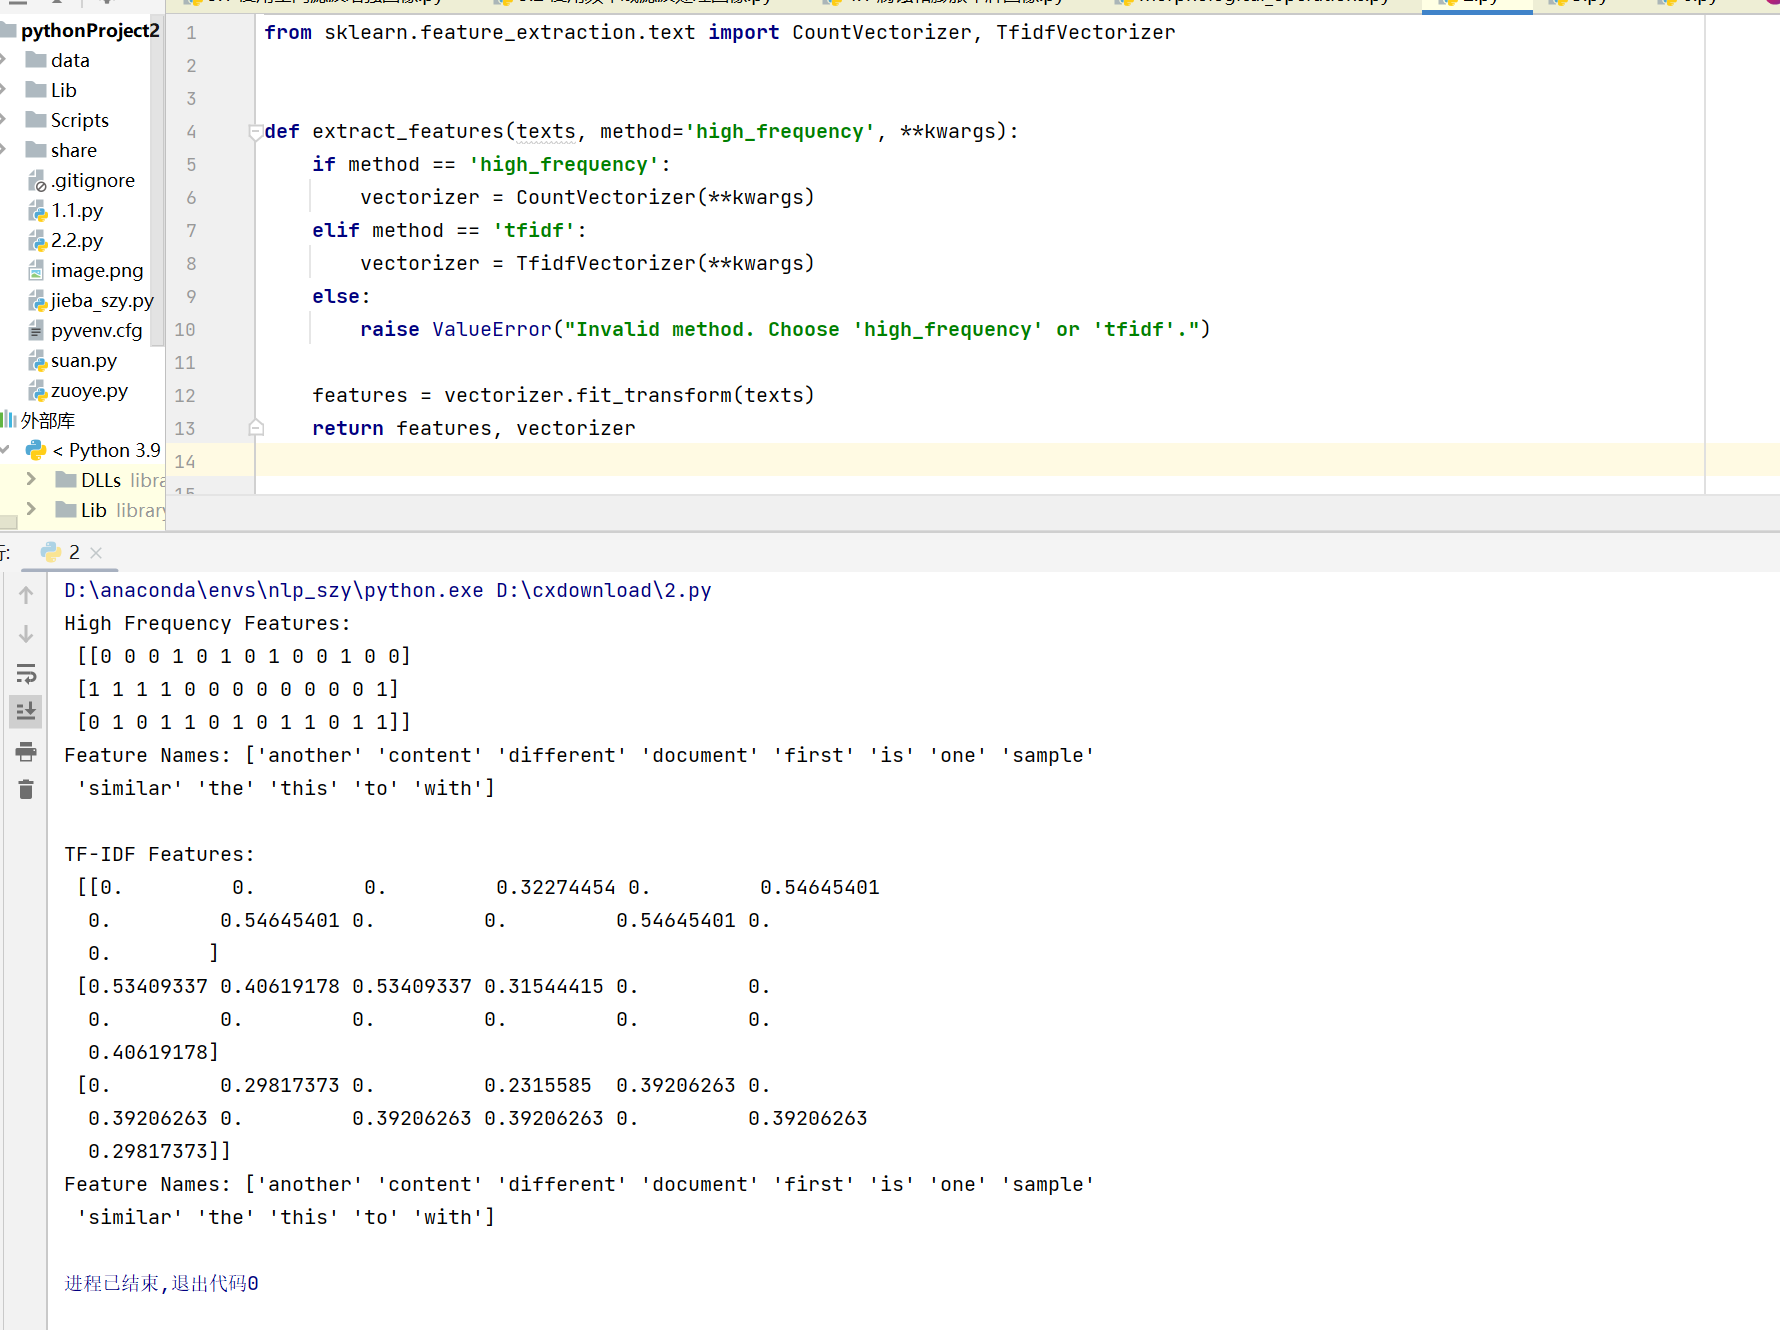 pythonProject2
data
Lib
Scripts
share
.gitignore
1.1.py
2.2.py
image.png
jieba_szy.py
pyvenv.cfg
suan.py
zuoye.py
外部库
< Python 3.9
DLLs libra
Lib library
1 from sklearn.feature_extraction.text import CountVectorizer, TfidfVectorizer
2
3
4 def extract_features(texts, method='high_frequency', **kwargs):
5 if method == 'high_frequency':
6 vectorizer = CountVectorizer(**kwargs)
7 elif method == 'tfidf':
8 vectorizer = TfidfVectorizer(**kwargs)
9 else:
10 raise ValueError("Invalid method. Choose 'high_frequency' or 'tfidf'.")
11
12 features = vectorizer.fit_transform(texts)
13 return features, vectorizer
14
15
2
D:\anaconda\envs\nlp_szy\python.exe D:\cxdownload\2.py
High Frequency Features:
[[0 0 0 1 0 1 0 1 0 0 1 0 0]
[1 1 1 1 0 0 0 0 0 0 0 0 1]
[0 1 0 1 1 0 1 0 1 1 0 1 1]]
Feature Names: ['another' 'content' 'different' 'document' 'first' 'is' 'one' 'sample'
'similar' 'the' 'this' 'to' 'with']
TF-IDF Features:
[[0. 0. 0. 0.32274454 0. 0.54645401
0. 0.54645401 0. 0. 0.54645401 0.
0. ]
[0.53409337 0.40619178 0.53409337 0.31544415 0. 0.
0. 0. 0. 0. 0. 0.
0.40619178]
[0. 0.29817373 0. 0.2315585 0.39206263 0.
0.39206263 0. 0.39206263 0.39206263 0. 0.39206263
0.29817373]]
Feature Names: ['another' 'content' 'different' 'document' 'first' 'is' 'one' 'sample'
'similar' 'the' 'this' 'to' 'with']
进程已结束,退出代码0